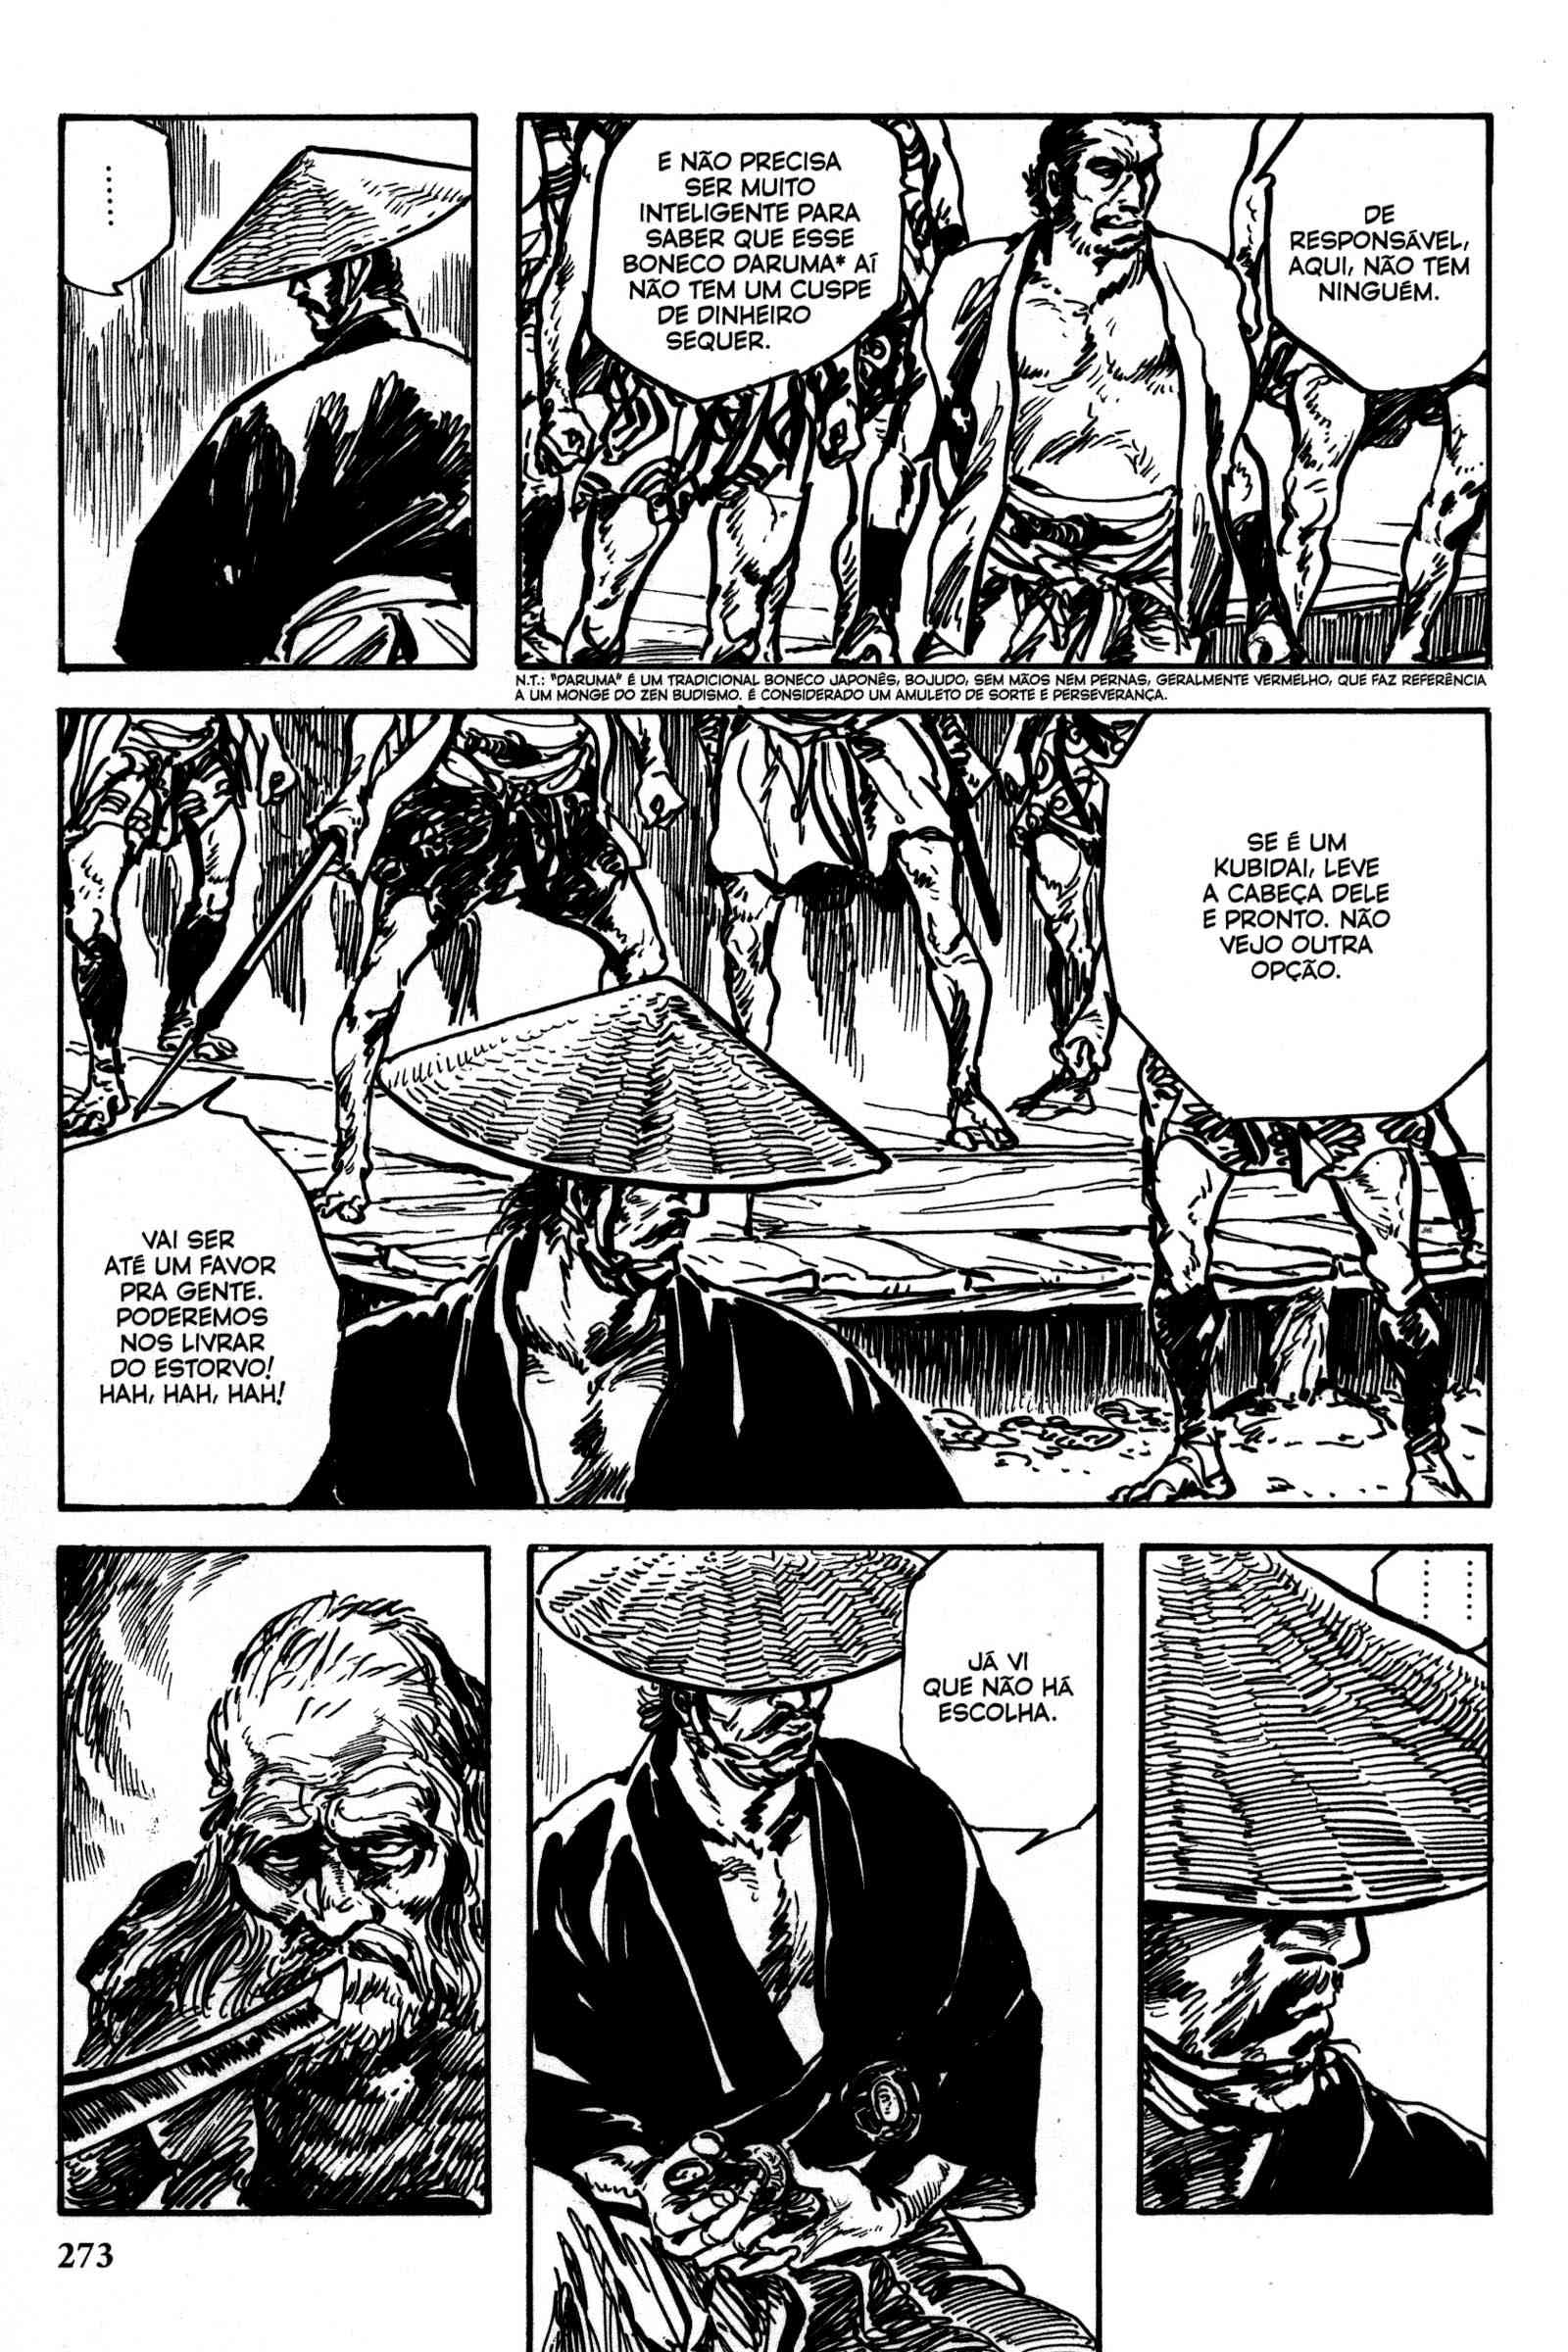 DE
RESPONSÁVEL,
AQUI, NÃO TEM
NINGUÉM.
E NÃO PRECISA
SER MUITO
INTELIGENTE PARA
SABER QUE ESSE
BONECO DARUMA* AÍ
NÃO TEM UM CUSPE
DE DINHEIRO
SEQUER.
......
N.T.: "DARUMA" É UM TRADICIONAL BONECO JAPONÊS, BOJUDO, SEM MÃOS NEM PERNAS, GERALMENTE VERMELHO, QUE FAZ REFERÊNCIA
A UM MONGE DO ZEN BUDISMO. É CONSIDERADO UM AMULETO DE SORTE E PERSEVERANÇA.
SE É UM
KUBIDAI, LEVE
A CABEÇA DELE
E PRONTO. NÃO
VEJO OUTRA
OPÇÃO.
VAI SER
ATÉ UM FAVOR
PRA GENTE.
PODEREMOS
NOS LIVRAR
DO ESTORVO!
HAH, HAH, HAH!
......
......
JÁ VI
QUE NÃO HÁ
ESCOLHA.
273